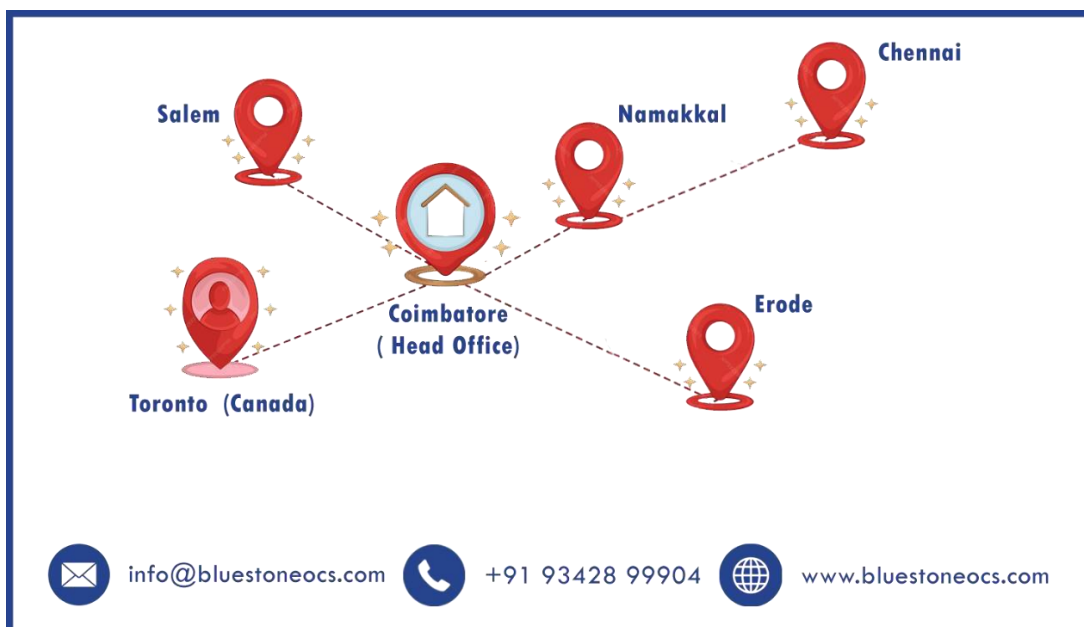 Chennai
Salem
Namakkal
Coimbatore
( Head Office)
Erode
Toronto (Canada)
info@bluestoneocs.com
+91 93428 99904
www.bluestoneocs.com